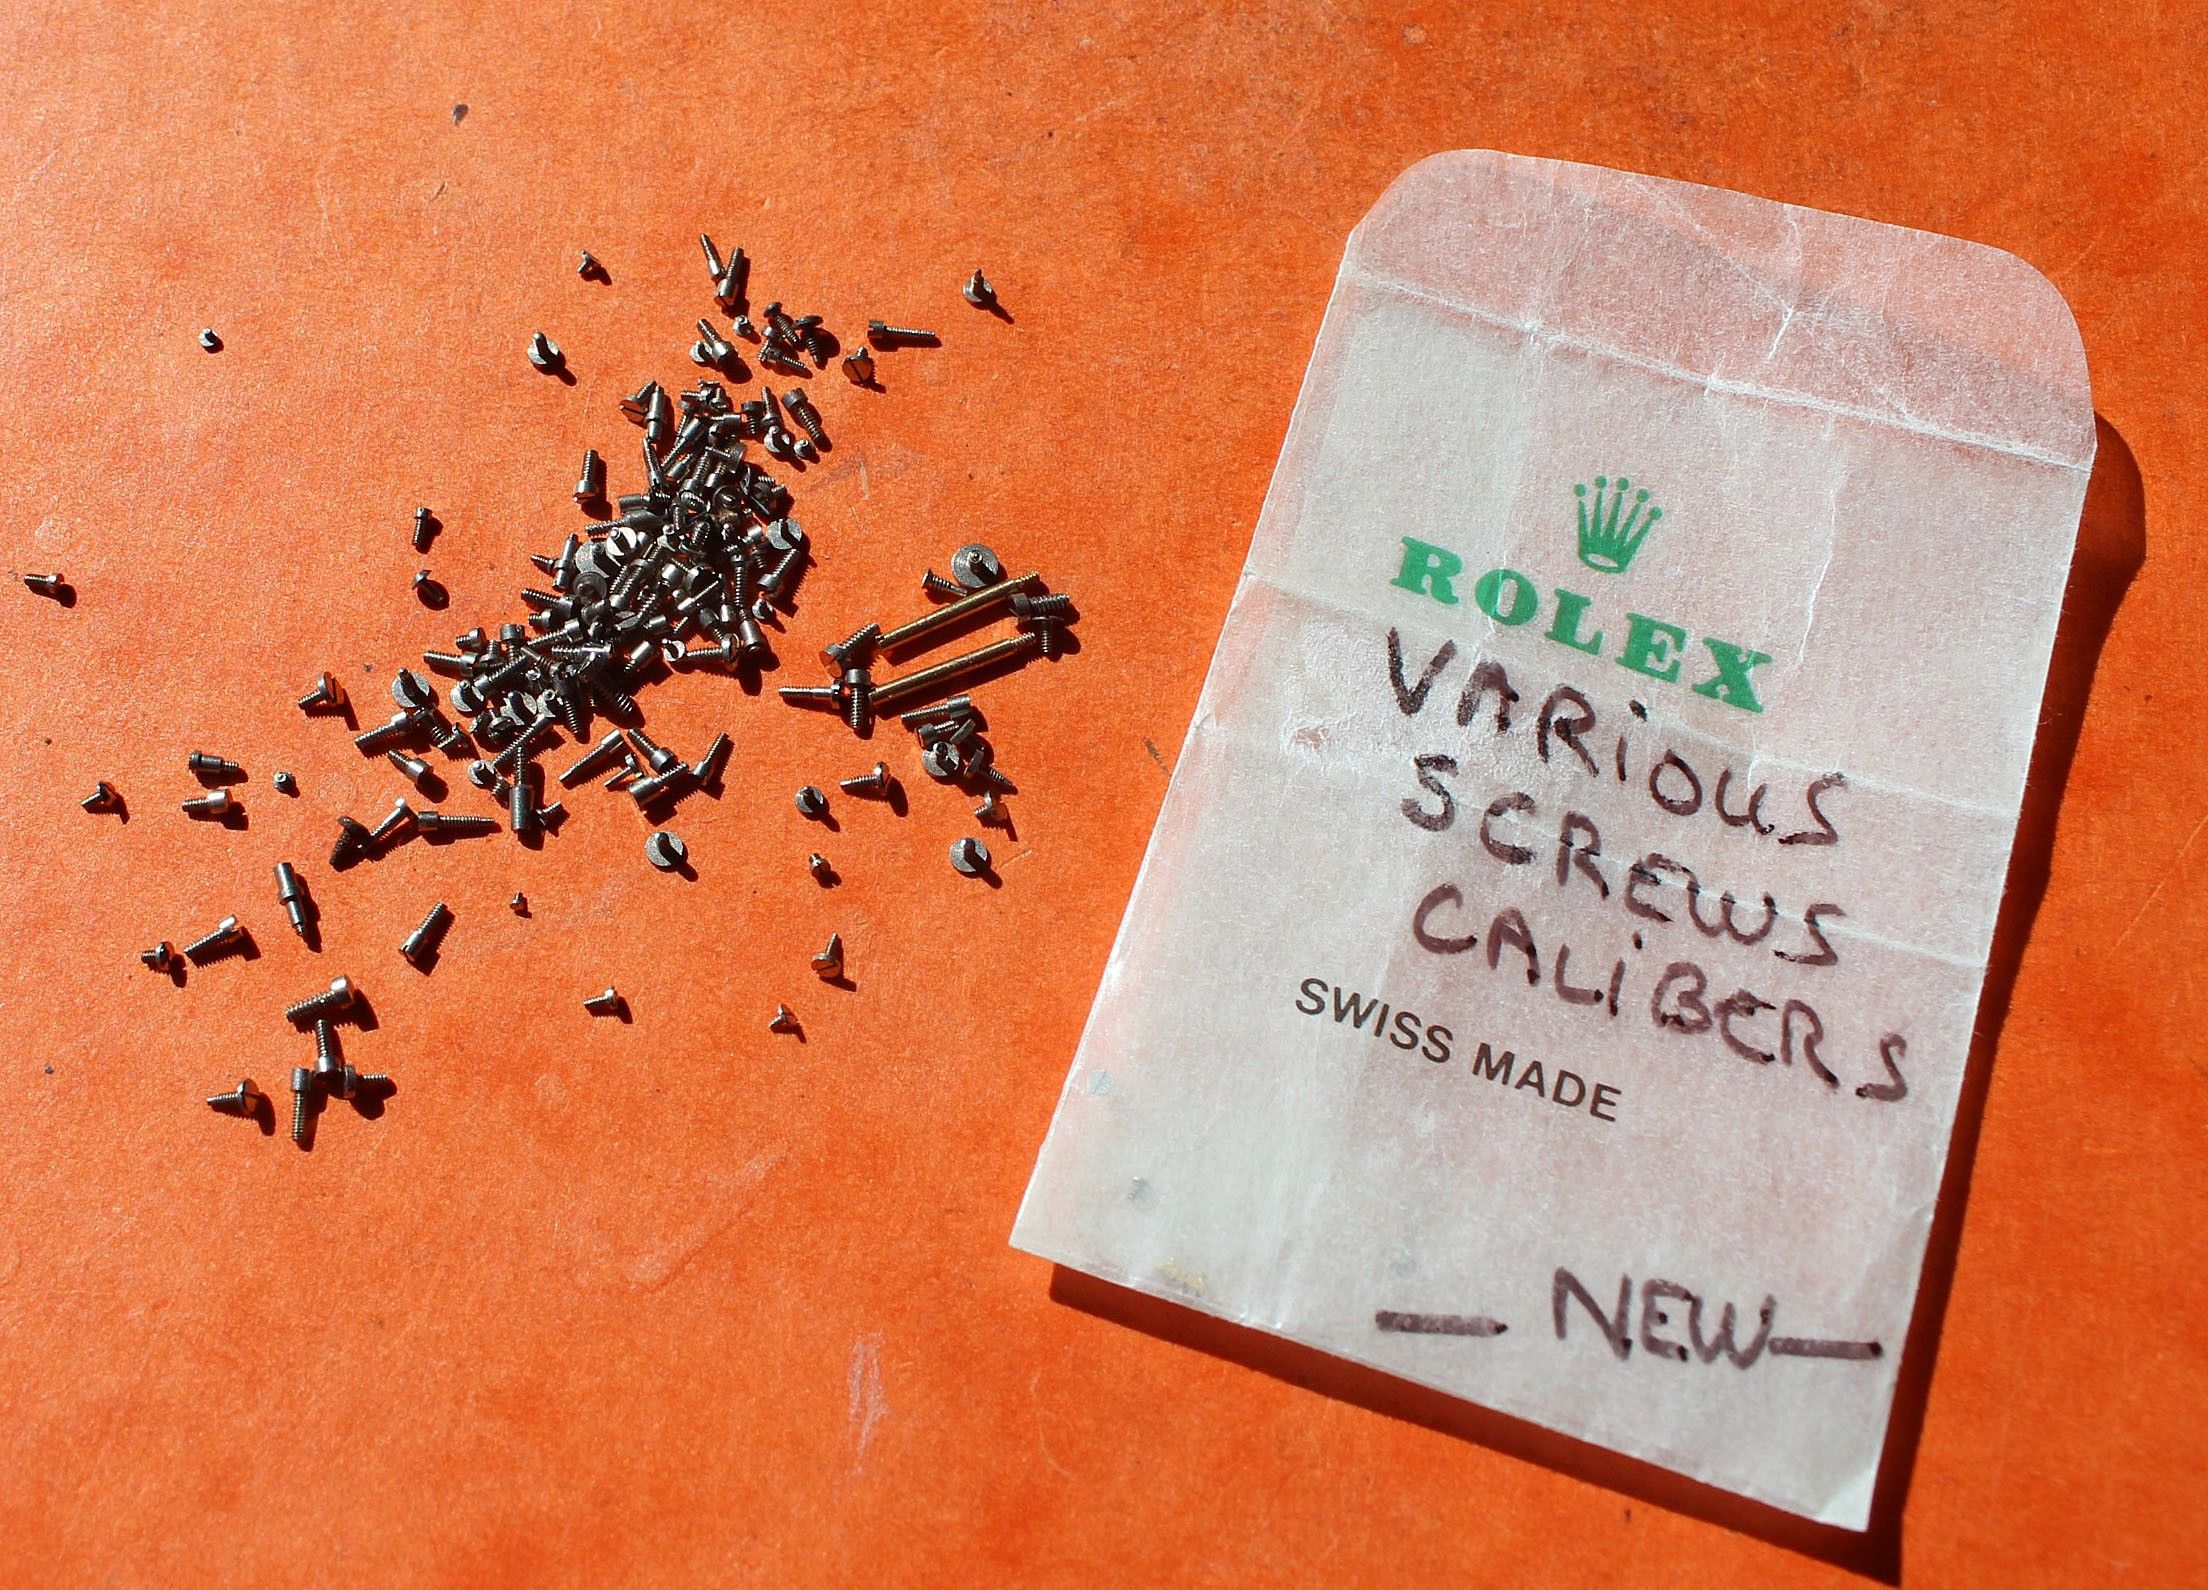 ROLEX
VARiOUS
SCREWS
CALiBERS
SWISS MADE
— NEW —